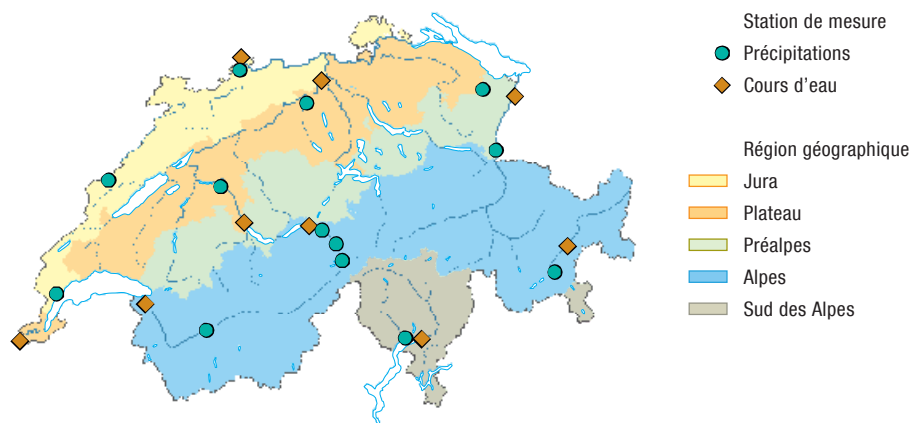 Station de mesure
Précipitations
Cours d'eau
Région géographique
Jura
Plateau
Préalpes
Alpes
Sud des Alpes